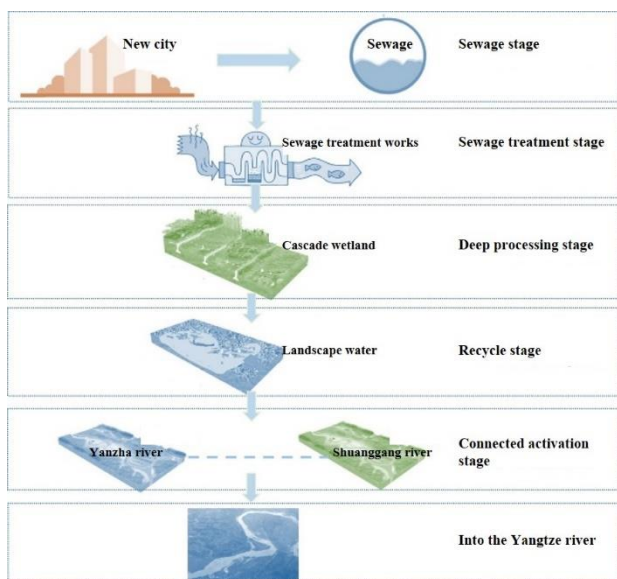 New city
Sewage
Sewage stage
Sewage treatment works
Sewage treatment stage
Cascade wetland
Deep processing stage
Landscape water
Recycle stage
Yanzha river
Shuanggang river
Connected activation
stage
Into the Yangtze river